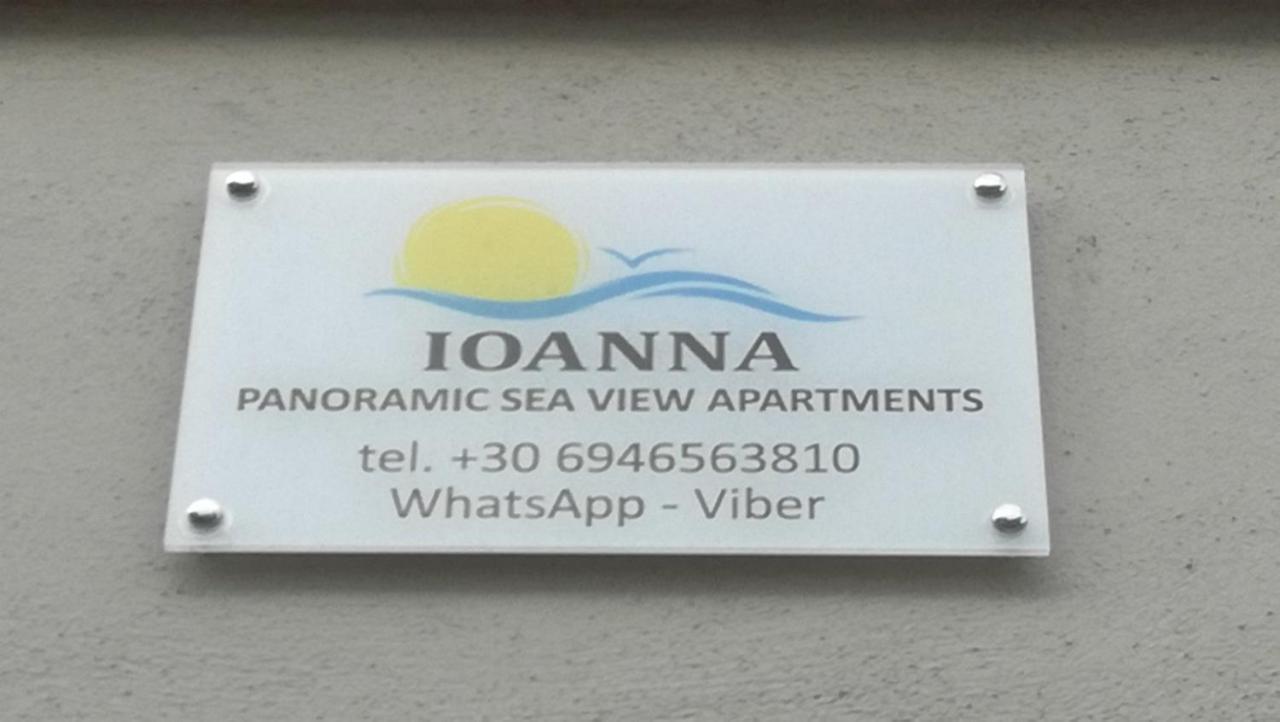 IOANNA
PANORAMIC SEA VIEW APARTMENTS
tel. +30 6946563810
WhatsApp - Viber